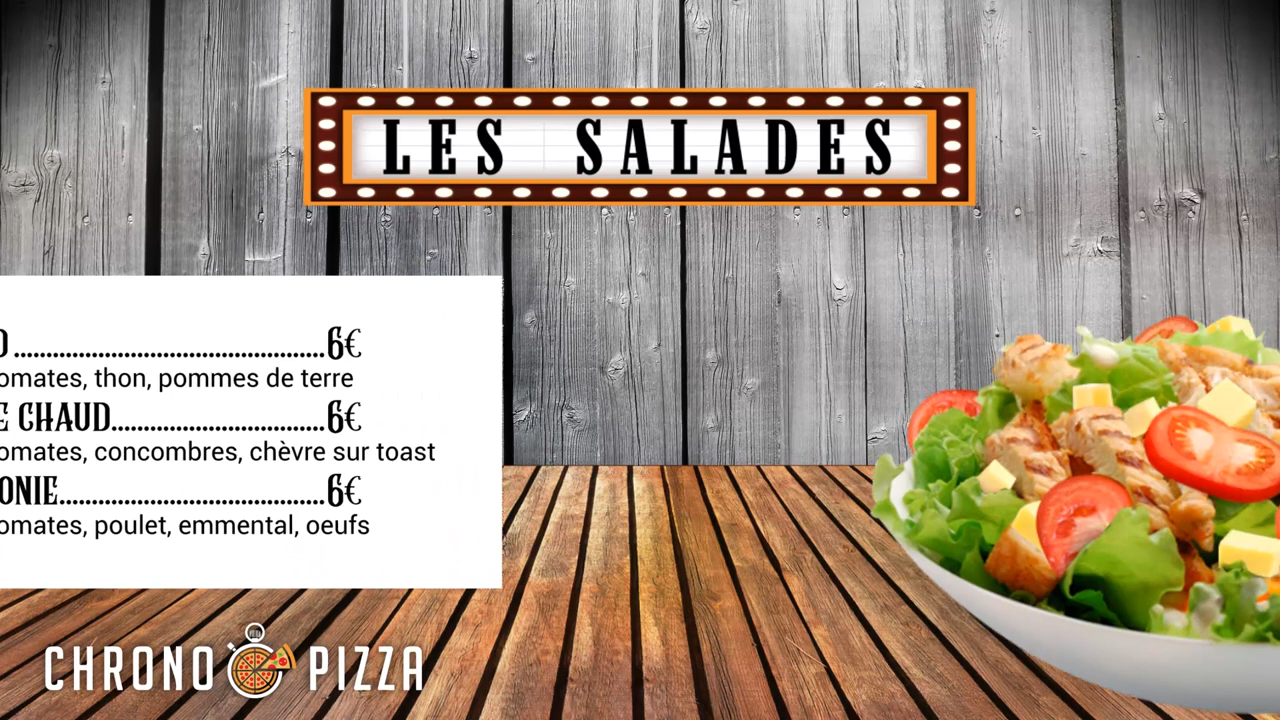 LES SALADES
..................................................6€
omates, thon, pommes de terre
CHAUD..................................6€
omates, concombres, chèvre sur toast
ONIE..........................................6€
omates, poulet, emmental, oeufs
CHRONO PIZZA